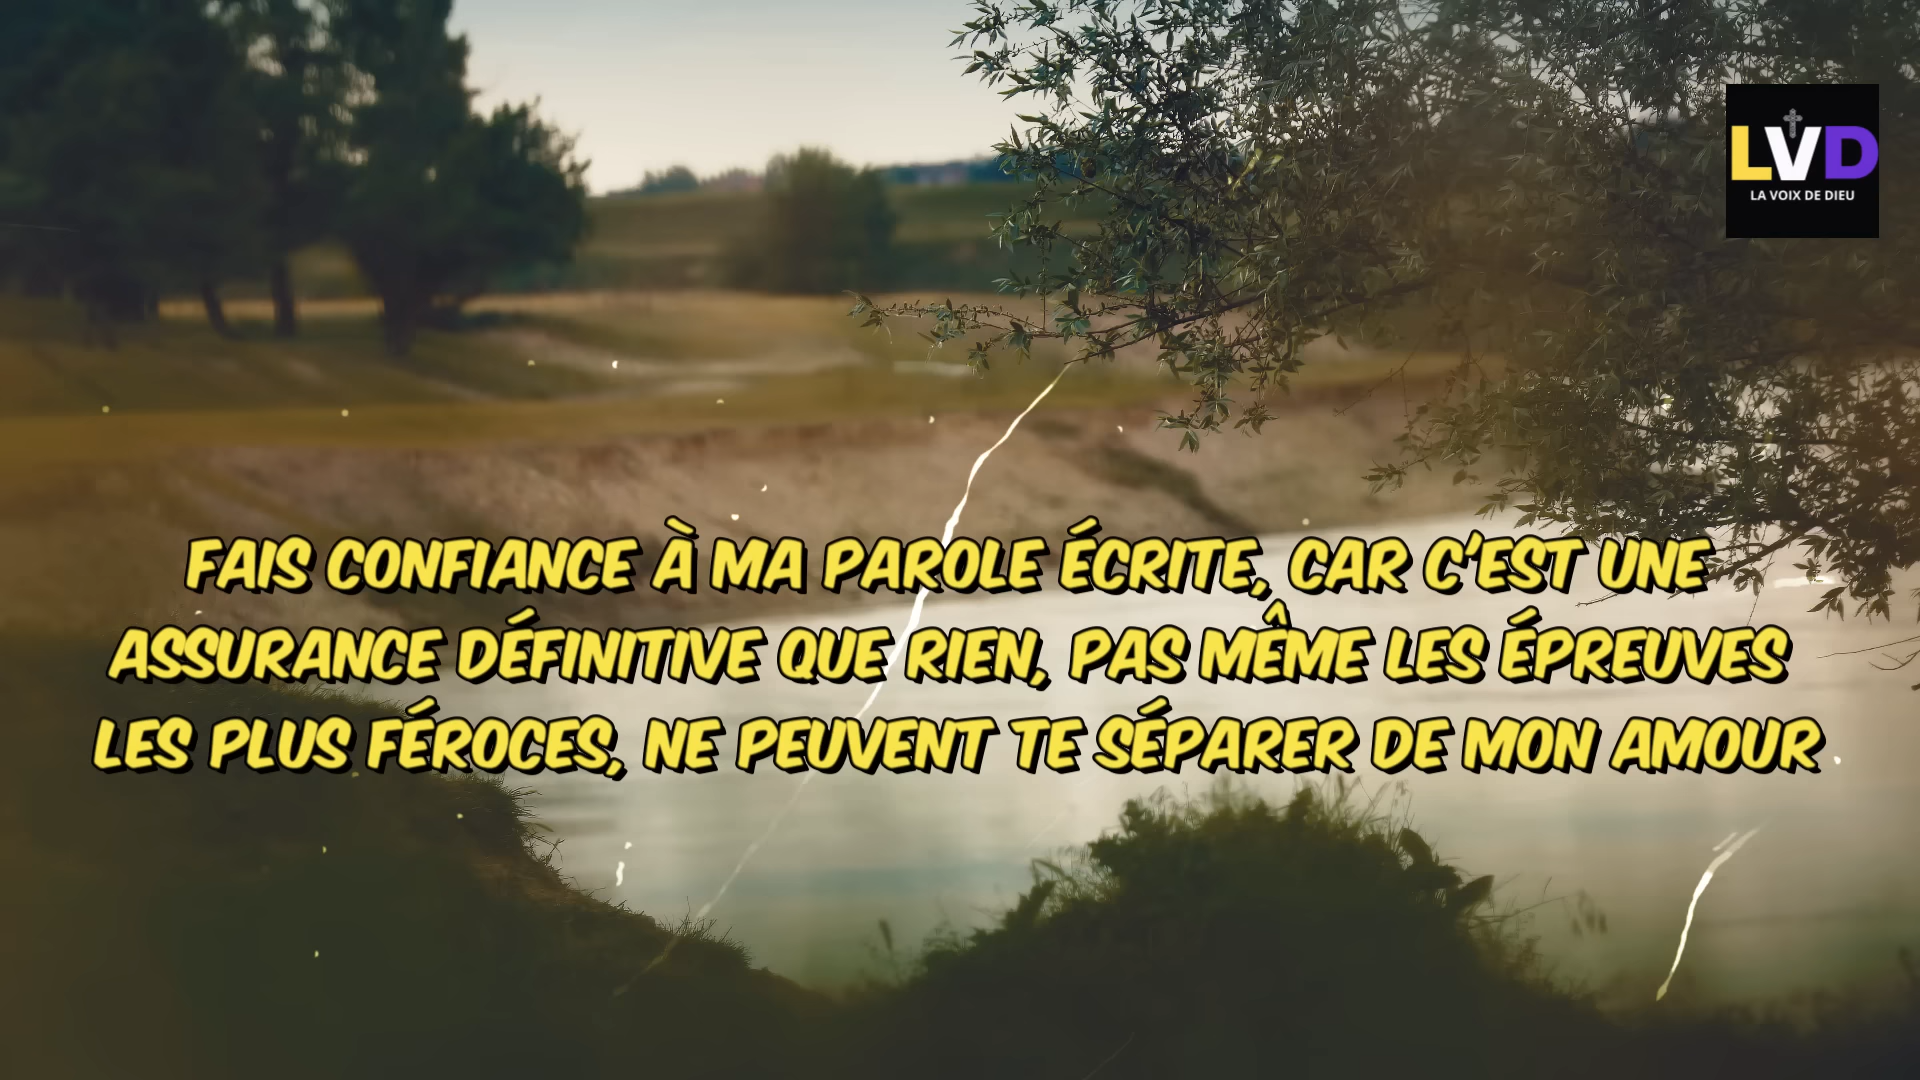 LVD
LA VOIX DE DIEU
FAIS CONFIANCE À MA PAROLE ÉCRITE, CAR C'EST UNE
ASSURANCE DÉFINITIVE QUE RIEN, PAS MÊME LES ÉPREUVES
LES PLUS FÉROCES, NE PEUVENT TE SÉPARER DE MON AMOUR